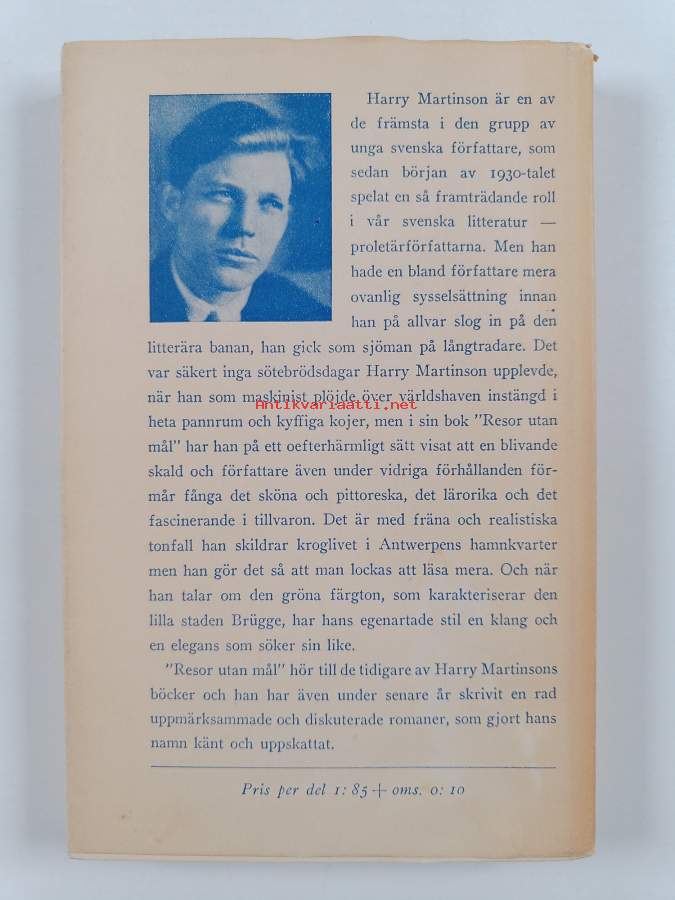 Harry Martinson är en av
de främsta i den grupp av
unga svenska författare, som
sedan början av 1930-talet
spelat en så framträdande roll
i vår svenska litteratur —
proletärförfattarna. Men han
hade en bland författare mera
ovanlig sysselsättning innan
han på allvar slog in på den
litterära banan, han gick som sjöman på långtradare. Det
var säkert inga sötebrödsdagar Harry Martinson upplevde,
när han som maskinist plöjde över världshaven instängd i
Antikvariaatti.net
heta pannrum och kyffiga kojer, men i sin bok ”Resor utan
mål” har han på ett oefterhärmligt sätt visat att en blivande
skald och författare även under vidriga förhållanden för-
mår fånga det sköna och pittoreska, det lärorika och det
fascinerande i tillvaron. Det är med fräna och realistiska
tonfall han skildrar kroglivet i Antwerpens hamnkvarter
men han gör det så att man lockas att läsa mera. Och när
han talar om den gröna färgton, som karakteriserar den
lilla staden Brügge, har hans egenartade stil en klang och
en elegans som söker sin like.
”Resor utan mål” hör till de tidigare av Harry Martinsons
böcker och han har även under senare år skrivit en rad
uppmärksammade och diskuterade romaner, som gjort hans
namn känt och uppskattat.
Pris per del 1: 85 + oms. 0: 10